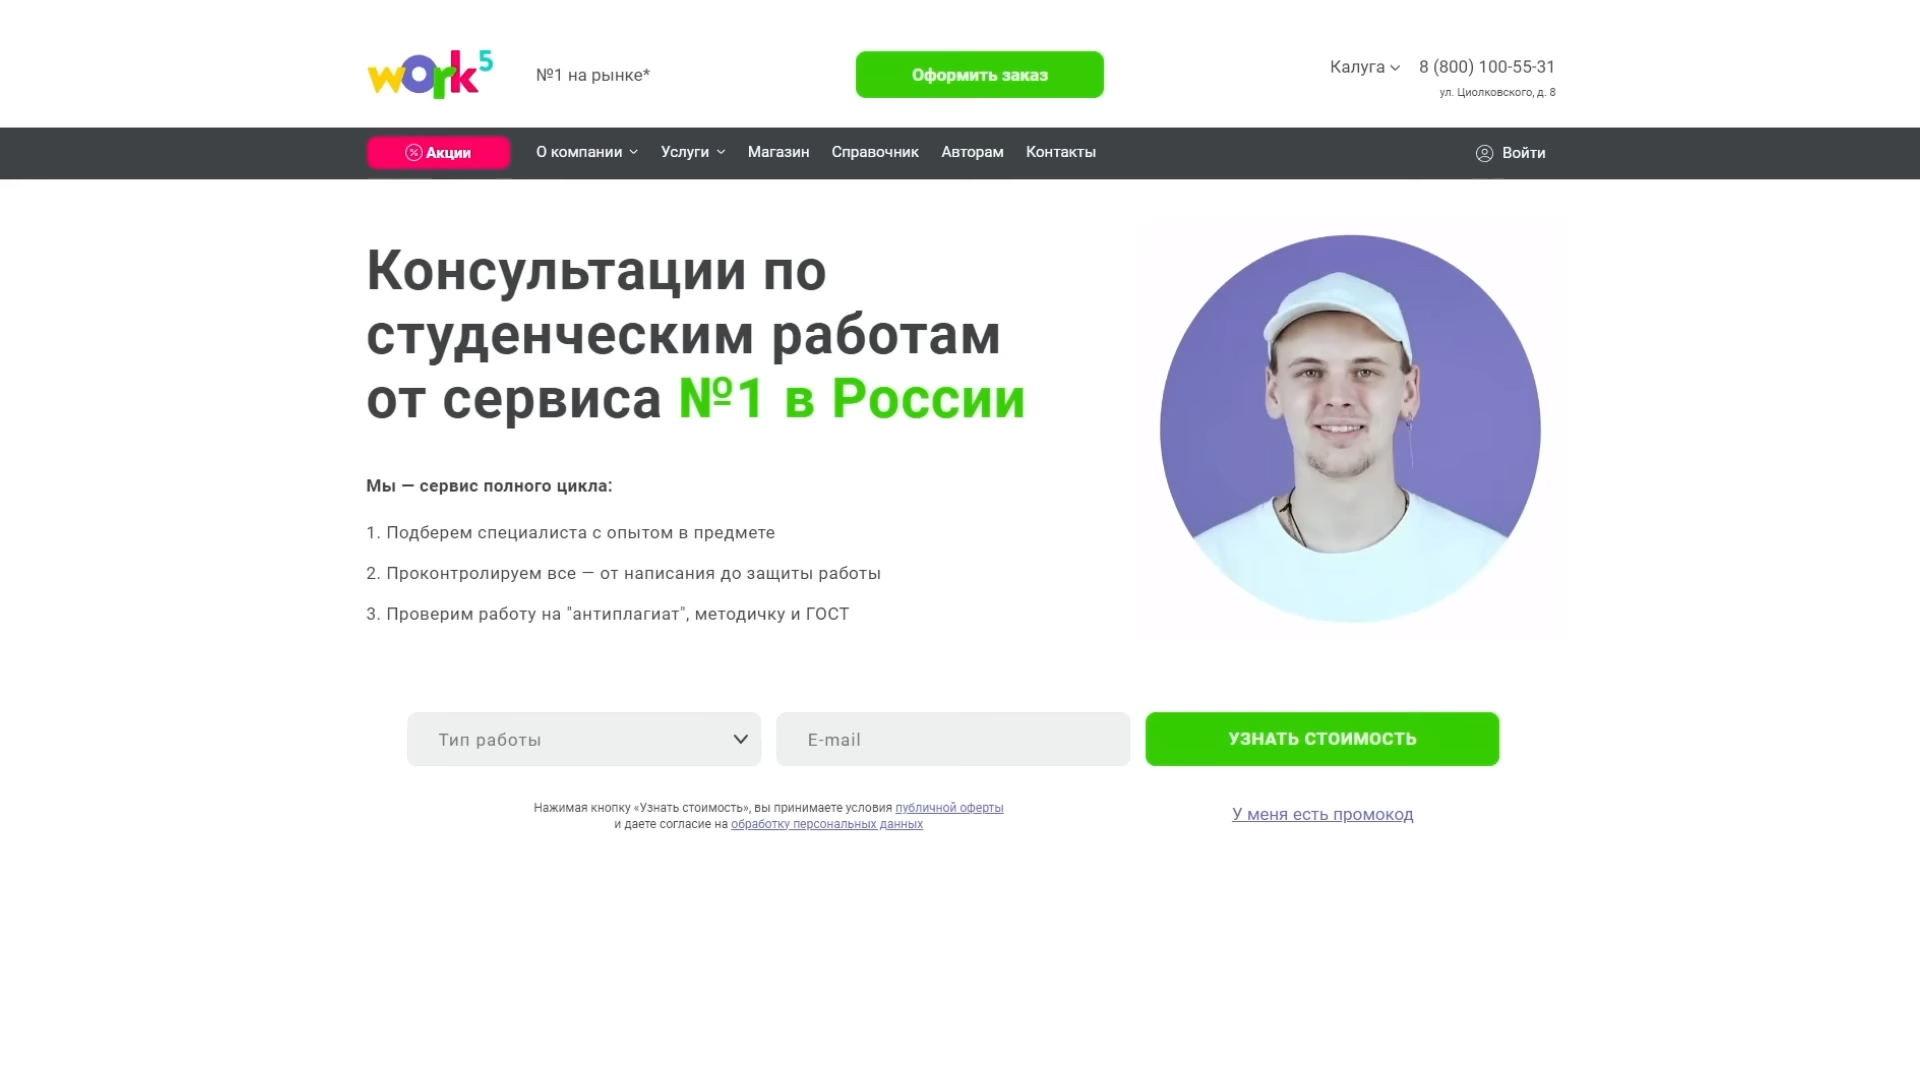 work5
№1 на рынке*
Оформить заказ
Калуга
8 (800) 100-55-31
ул. Циолковского, д. 8
Акции
О компании
Услуги
Магазин
Справочник
Авторам
Контакты
Войти
Консультации по
студенческим работам
от сервиса №1 в России
Мы — сервис полного цикла:
1. Подберем специалиста с опытом в предмете
2. Проконтролируем все — от написания до защиты работы
3. Проверим работу на "антиплагиат", методичку и ГОСТ
Тип работы
E-mail
УЗНАТЬ СТОИМОСТЬ
Нажимая кнопку «Узнать стоимость», вы принимаете условия публичной оферты
и даете согласие на обработку персональных данных
У меня есть промокод